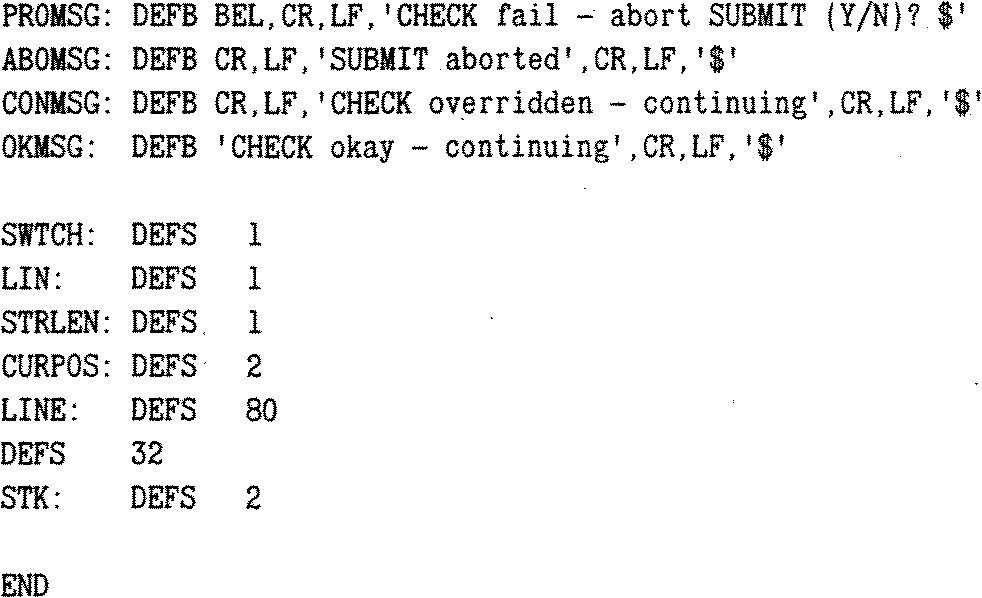 PROMSG: DEFB BEL,CR,LF,'CHECK fail – abort SUBMIT (Y/N)? $'
ABOMSG: DEFB CR,LF,'SUBMIT aborted',CR,LF,'$'
CONMSG: DEFB CR,LF,'CHECK overridden – continuing',CR,LF,'$'
OKMSG: DEFB 'CHECK okay – continuing',CR,LF,'$'
SWTCH: DEFS 1
LIN: DEFS 1
STRLEN: DEFS 1
CURPOS: DEFS 2
LINE: DEFS 80
DEFS 32
STK: DEFS 2
END